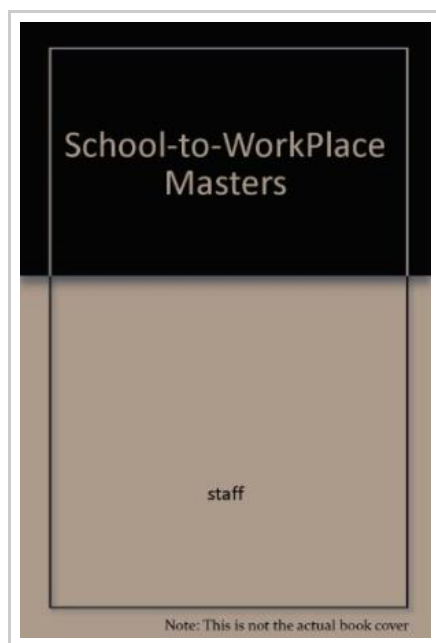 School-to-WorkPlace
Masters
staff
Note: This is not the actual book cover